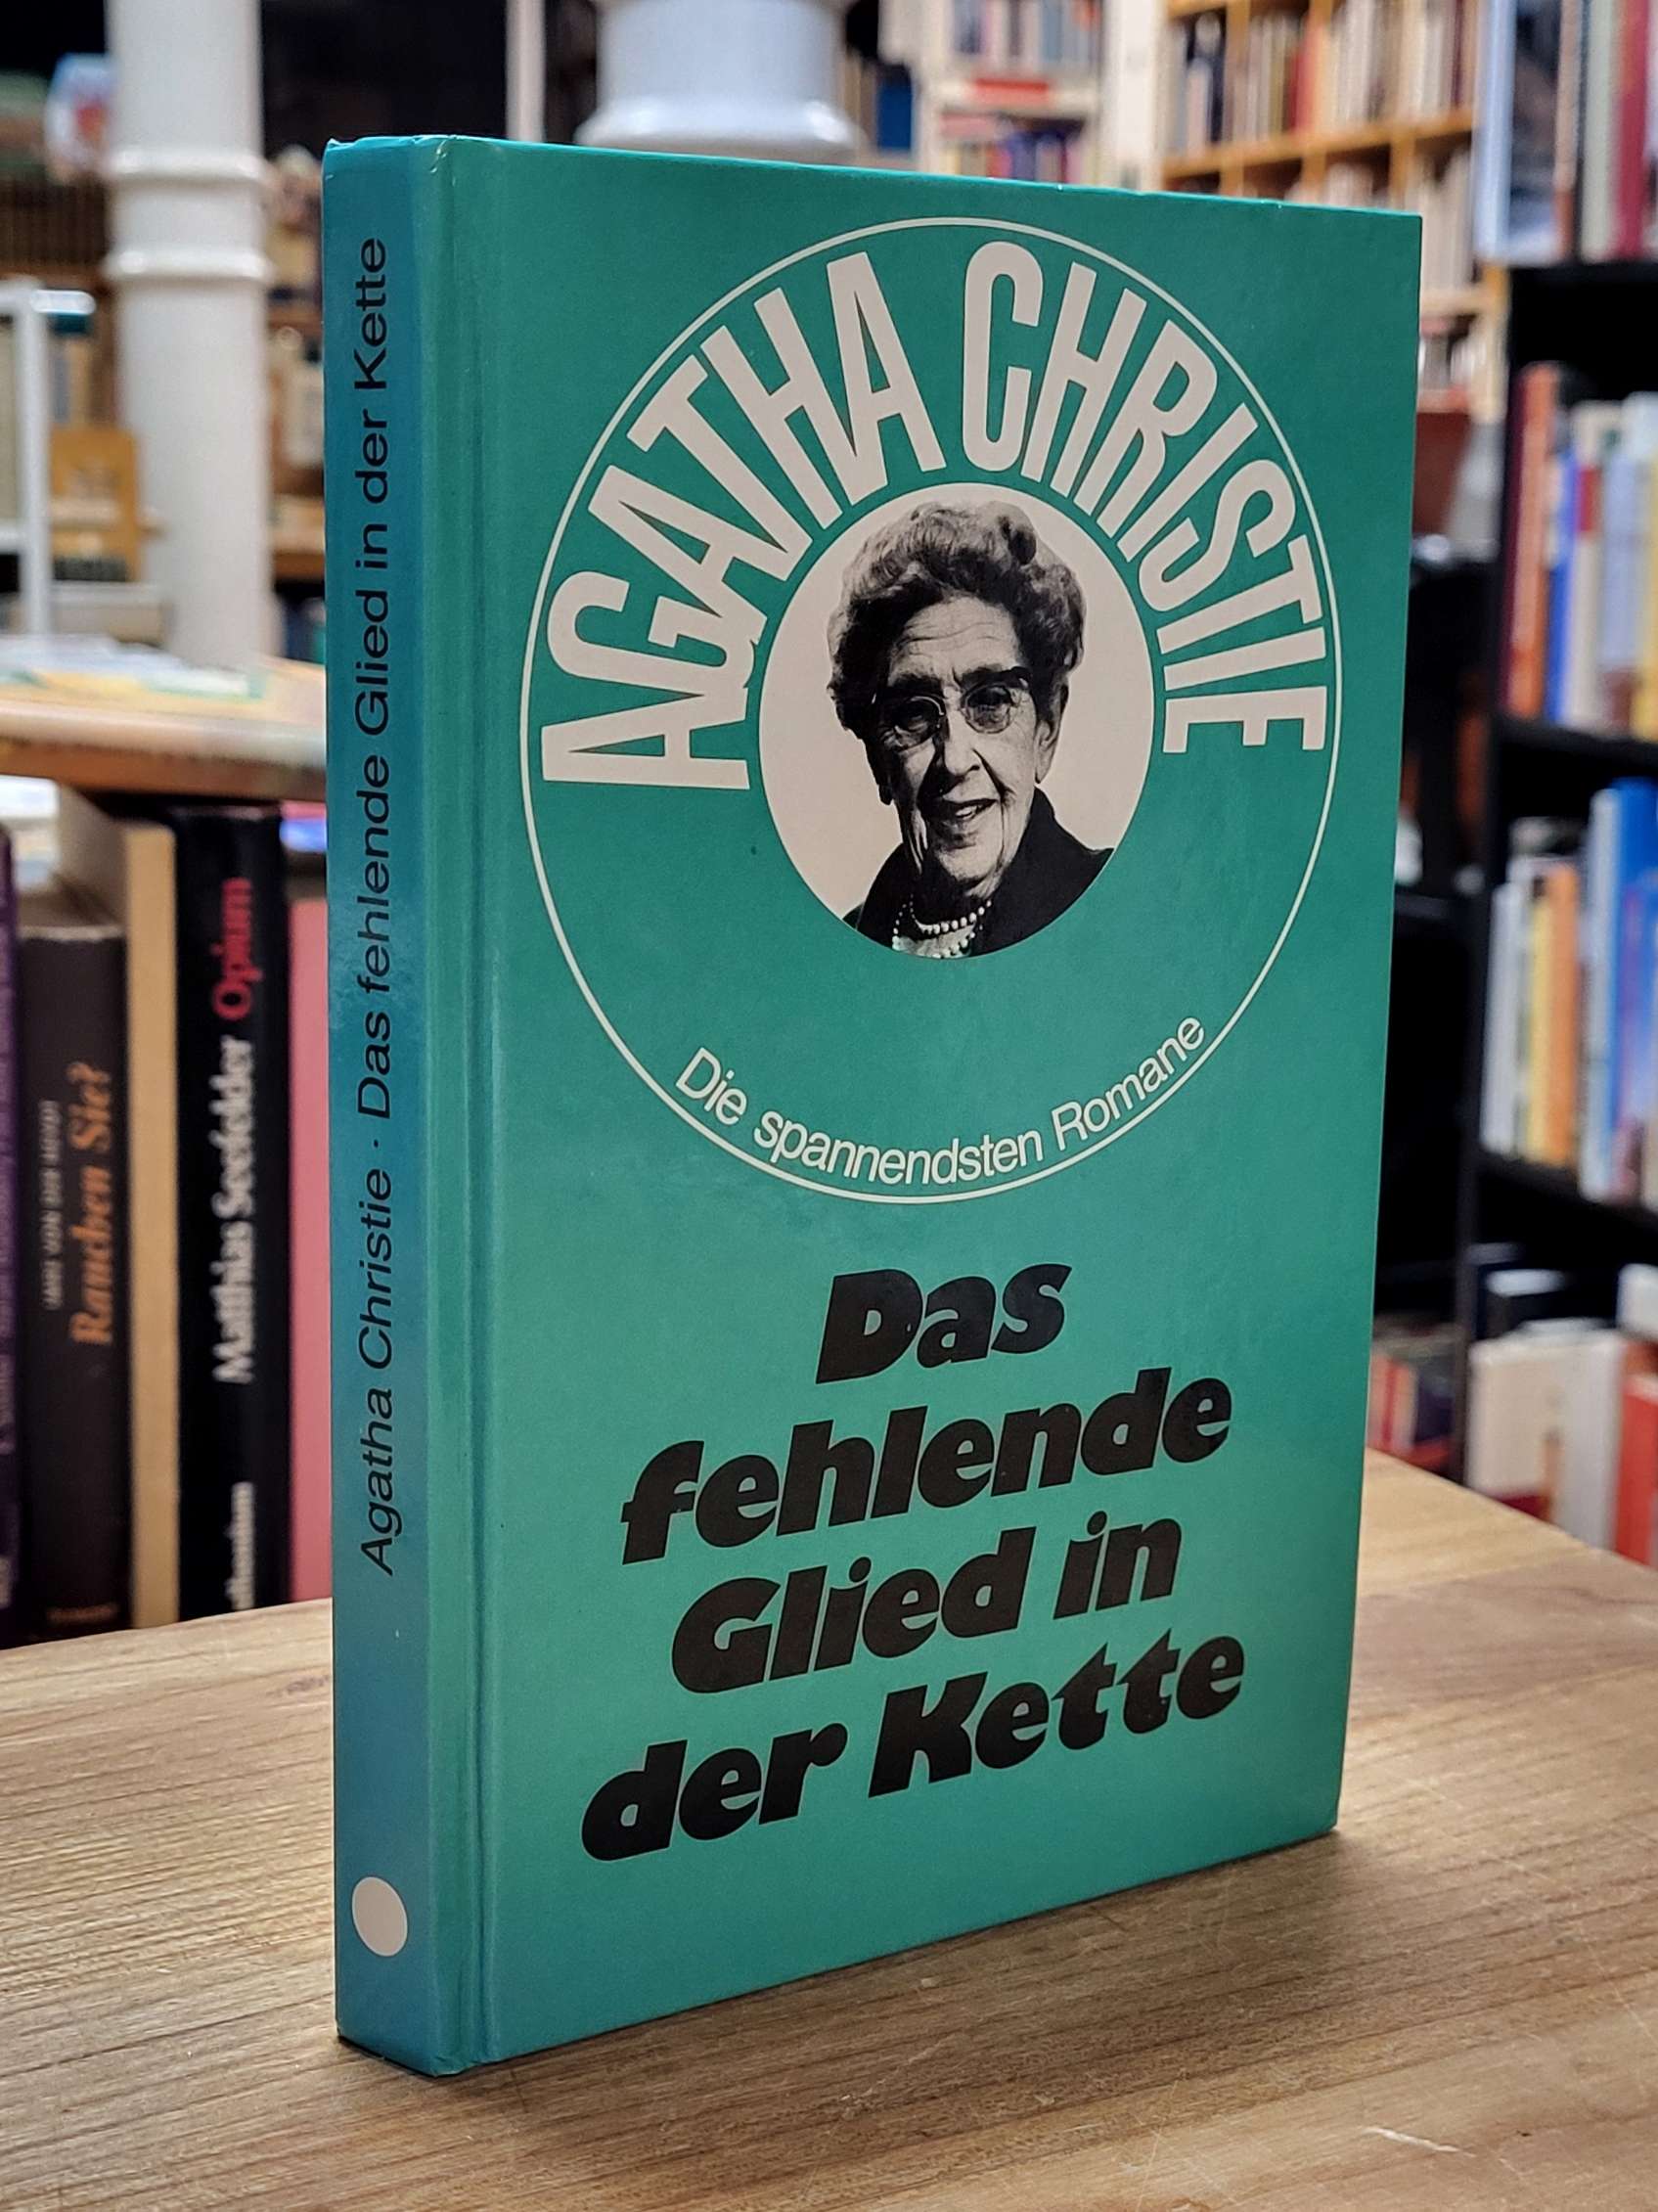 AGATHA CHRISTIE
Die spannendsten Romane
Das
fehlende
Glied in
der Kette
Agatha Christie · Das fehlende Glied in der Kette
Rauchen Sie?
Matthias Seefelder Opium